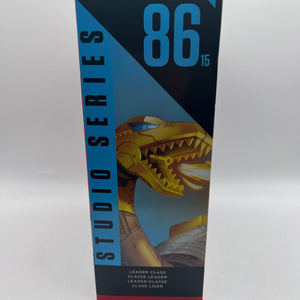 86
15
STUDIO SERIES
LEADER CLASS
CLASSE LEADER
LEADER-KLASSE
CLASE LÍDER